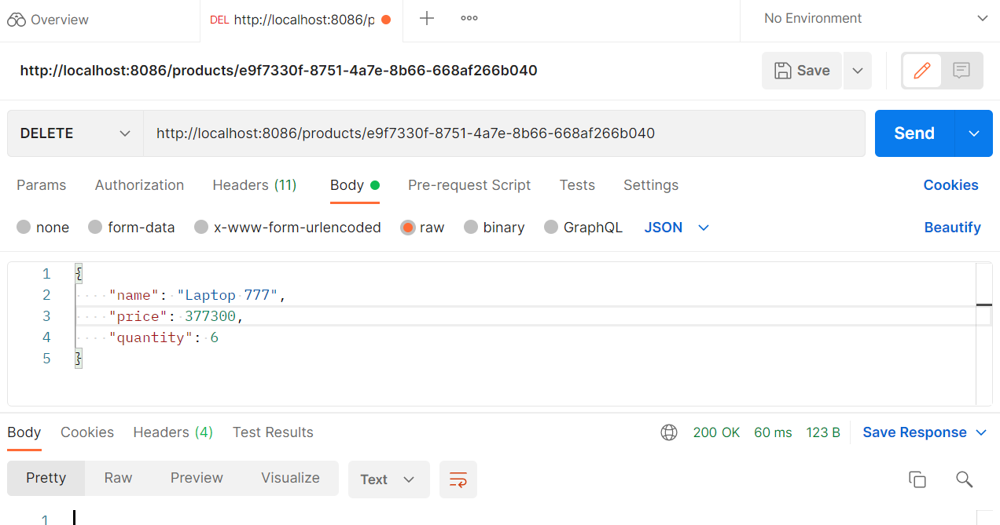 Overview
DEL http://localhost:8086/p
No Environment
http://localhost:8086/products/e9f7330f-8751-4a7e-8b66-668af266b040
Save
DELETE
http://localhost:8086/products/e9f7330f-8751-4a7e-8b66-668af266b040
Send
Params Authorization Headers (11) Body Pre-request Script Tests Settings Cookies
none form-data x-www-form-urlencoded raw binary GraphQL JSON Beautify
1 {
2 "name": "Laptop 777",
3 "price": 377300,
4 "quantity": 6
5 }
Body Cookies Headers (4) Test Results 200 OK 60 ms 123 B Save Response
Pretty Raw Preview Visualize Text
1